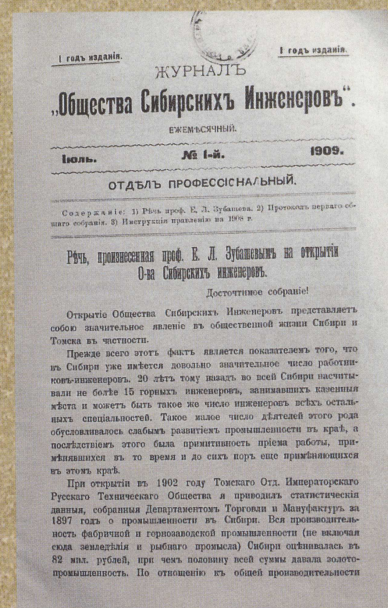 I годъ изданія.
I годъ изданія.
ЖУРНАЛЪ
„Общества Сибирскихъ Инженеровъ“.
ЕЖЕМѢСЯЧНЫЙ.
Іюль. № I-й. 1909.
ОТДѢЛЪ ПРОФЕССІСНАЛЬНЫЙ.
Содержаніе: 1) Рѣчь проф. Е. Л. Зубашева. 2) Протоколъ перваго об-
щаго собранія. 3) Инструкція правленію на 1909 г.
Рѣчь, произнесенная проф. Е. Л. Зубашевымъ на открытіи
О-ва Сибирскихъ инженеровъ.
Досточтимое собраніе!
Открытіе Общества Сибирскихъ Инженеровъ представляетъ
собою значительное явленіе въ общественной жизни Сибири и
Томска въ частности.
Прежде всего этотъ фактъ является показателемъ того, что
въ Сибири уже имѣется довольно значительное число работни-
ковъ-инженеровъ. 20 лѣтъ тому назадъ во всей Сибири насчиты-
вали не болѣе 15 горныхъ инженеровъ, занимавшихъ казенныя
мѣста и можетъ быть такое же число инженеровъ всѣхъ осталь-
ныхъ спеціальностей. Такое малое число дѣятелей этого рода
обусловливалось слабымъ развитіемъ промышленности въ краѣ, а
послѣдствіемъ этого была примитивность пріема работы, при-
мѣнявшихся въ то время и до сихъ поръ еще примѣняющихся
въ этомъ краѣ.
При открытіи въ 1902 году Томскаго Отд. Императорскаго
Русскаго Техническаго Общества я приводилъ статистическія
данныя, собранныя Департаментомъ Торговли и Мануфактуръ за
1897 годъ о промышленности въ Сибири. Вся производитель-
ность фабричной и горнозаводской промышленности (не включая
сюда земледѣлія и рыбнаго промысла) Сибири оцѣнивалась въ
82 мил. рублей, при чемъ половину всей суммы давала золото-
промышленность. По отношенію къ общей производительности